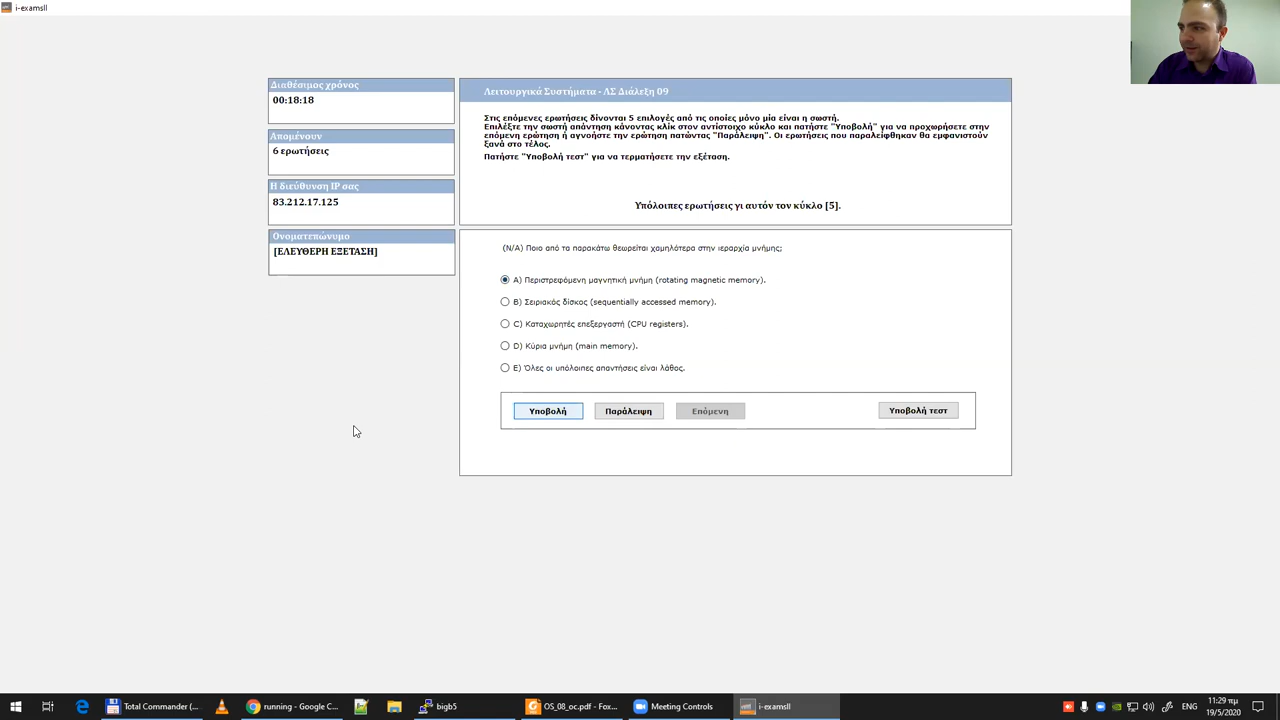 i-examsll
Διαθέσιμος χρόνος
00:18:18
Απομένουν
6 ερωτήσεις
Η διεύθυνση IP σας
83.212.17.125
Ονοματεπώνυμο
[ΕΛΕΥΘΕΡΗ ΕΞΕΤΑΣΗ]
Λειτουργικά Συστήματα - ΛΣ Διάλεξη 09
Στις επόμενες ερωτήσεις δίνονται 5 επιλογές από τις οποίες μόνο μία είναι η σωστή.
Επιλέξτε την σωστή απάντηση κάνοντας κλίκ στον αντίστοιχο κύκλο και πατήστε "Υποβολή" για να προχωρήσετε στην
επόμενη ερώτηση ή αγνοήστε την ερώτηση πατώντας "Παράλειψη". Οι ερωτήσεις που παραλείφθηκαν θα εμφανιστούν
ξανά στο τέλος.
Πατήστε "Υποβολή τεστ" για να τερματήσετε την εξέταση.
Υπόλοιπες ερωτήσεις γι αυτόν τον κύκλο [5].
(N/A) Ποιο από τα παρακάτω θεωρείται χαμηλότερα στην ιεραρχία μνήμης;
A) Περιστρεφόμενη μαγνητική μνήμη (rotating magnetic memory).
B) Σειριακός δίσκος (sequentially accessed memory).
C) Καταχωρητές επεξεργαστή (CPU registers).
D) Κύρια μνήμη (main memory).
E) Όλες οι υπόλοιπες απαντήσεις είναι λάθος.
Υποβολή
Παράλειψη
Επόμενη
Υποβολή τεστ
Total Commander (...
running - Google C...
bigb5
OS_08_oc.pdf - Fox...
Meeting Controls
i-examsll
ENG
11:29 πμ
19/5/2020